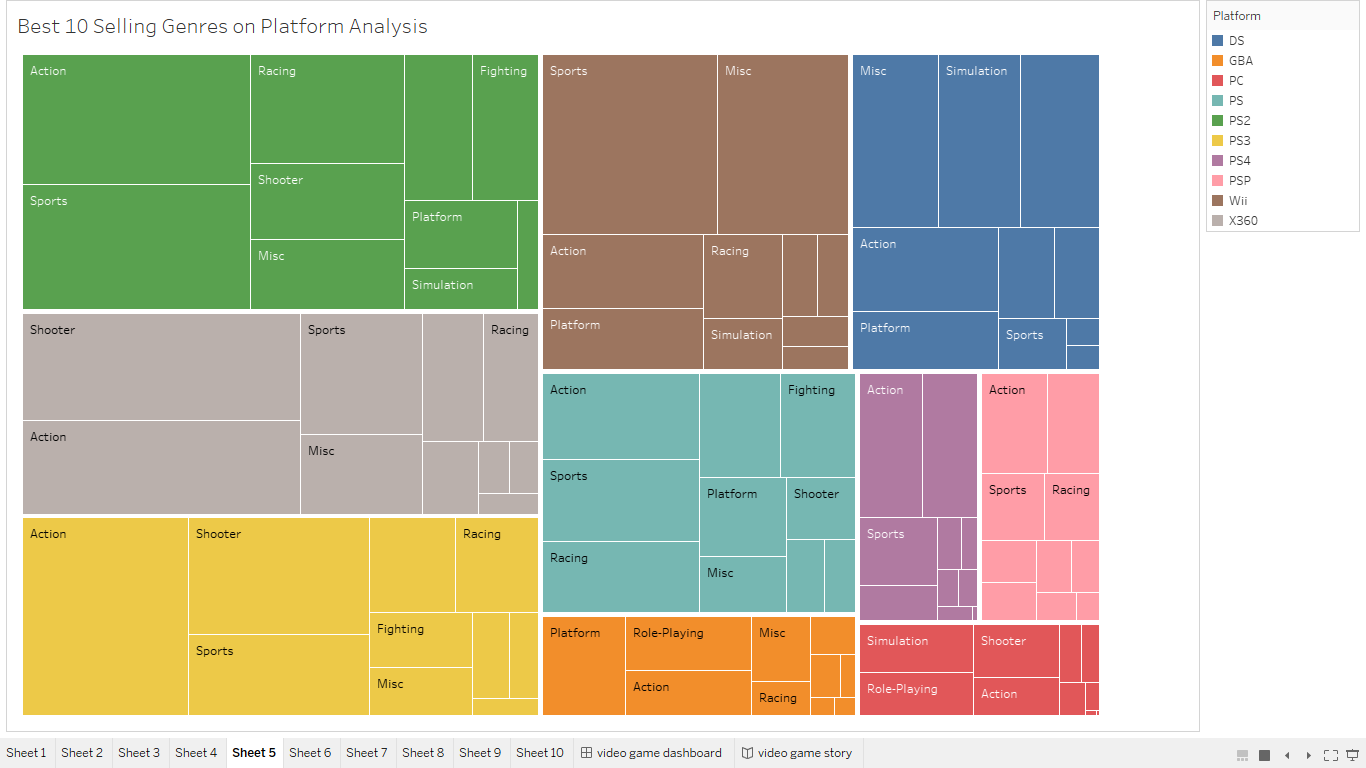 Best 10 Selling Genres on Platform Analysis
Action
Racing
Fighting
Sports
Shooter
Platform
Misc
Simulation
Sports
Misc
Action
Racing
Platform
Simulation
Misc
Simulation
Action
Platform
Sports
Shooter
Sports
Racing
Action
Misc
Action
Fighting
Sports
Platform
Shooter
Racing
Misc
Action
Sports
Action
Sports
Racing
Action
Shooter
Racing
Sports
Fighting
Misc
Platform
Role-Playing
Misc
Action
Racing
Simulation
Shooter
Role-Playing
Action
Platform
DS
GBA
PC
PS
PS2
PS3
PS4
PSP
Wii
X360
Sheet 1 Sheet 2 Sheet 3 Sheet 4 Sheet 5 Sheet 6 Sheet 7 Sheet 8 Sheet 9 Sheet 10 video game dashboard video game story